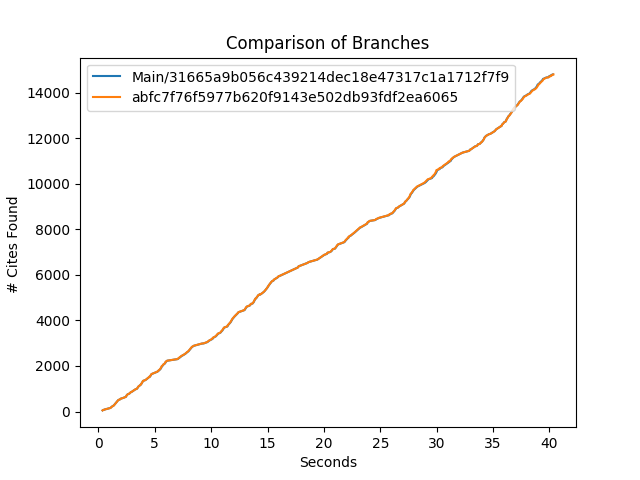 Comparison of Branches
Main/31665a9b056c439214dec18e47317c1a1712f7f9
abfc7f76f5977b620f9143e502db93fdf2ea6065
14000
12000
10000
8000
6000
4000
2000
0
# Cites Found
0 5 10 15 20 25 30 35 40
Seconds